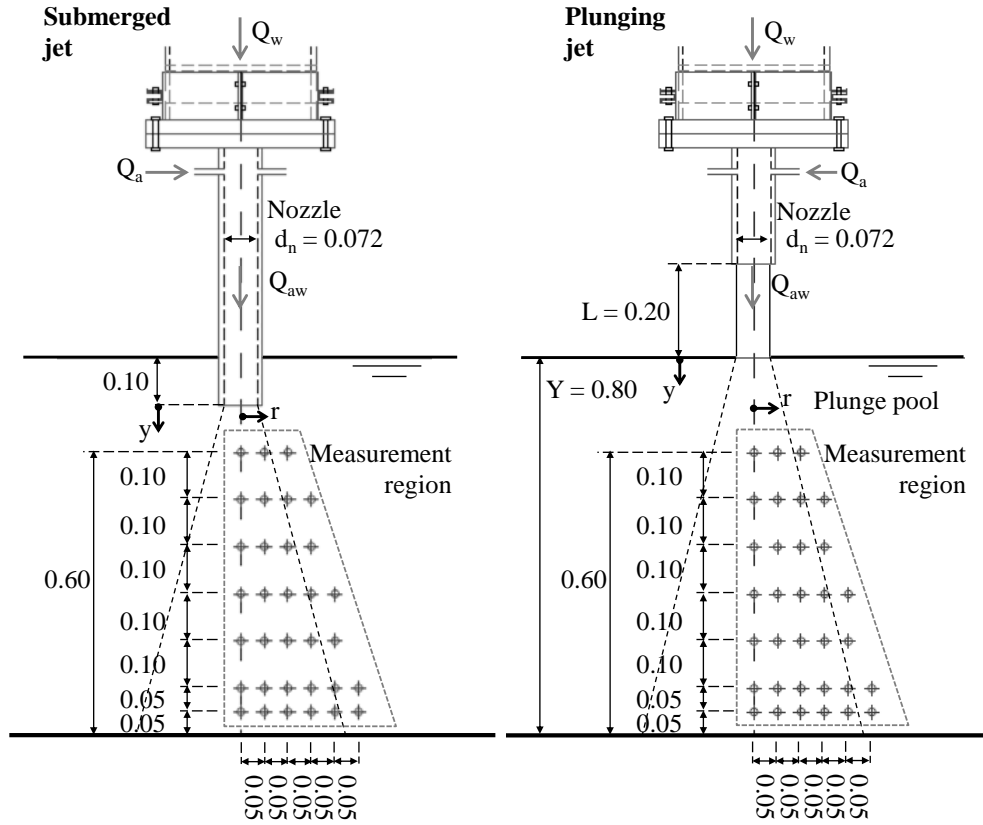 Submerged
jet
Q_w
Q_a
Nozzle
d_n = 0.072
Q_aw
0.10
y
r
Measurement
region
0.10
0.10
0.10
0.10
0.10
0.05
0.05
0.60
0.05
0.05
0.05
0.05
0.05
Plunging
jet
Q_w
Q_a
Nozzle
d_n = 0.072
Q_aw
L = 0.20
Y = 0.80
y
r
Plunge pool
Measurement
region
0.10
0.10
0.10
0.10
0.10
0.05
0.05
0.60
0.05
0.05
0.05
0.05
0.05